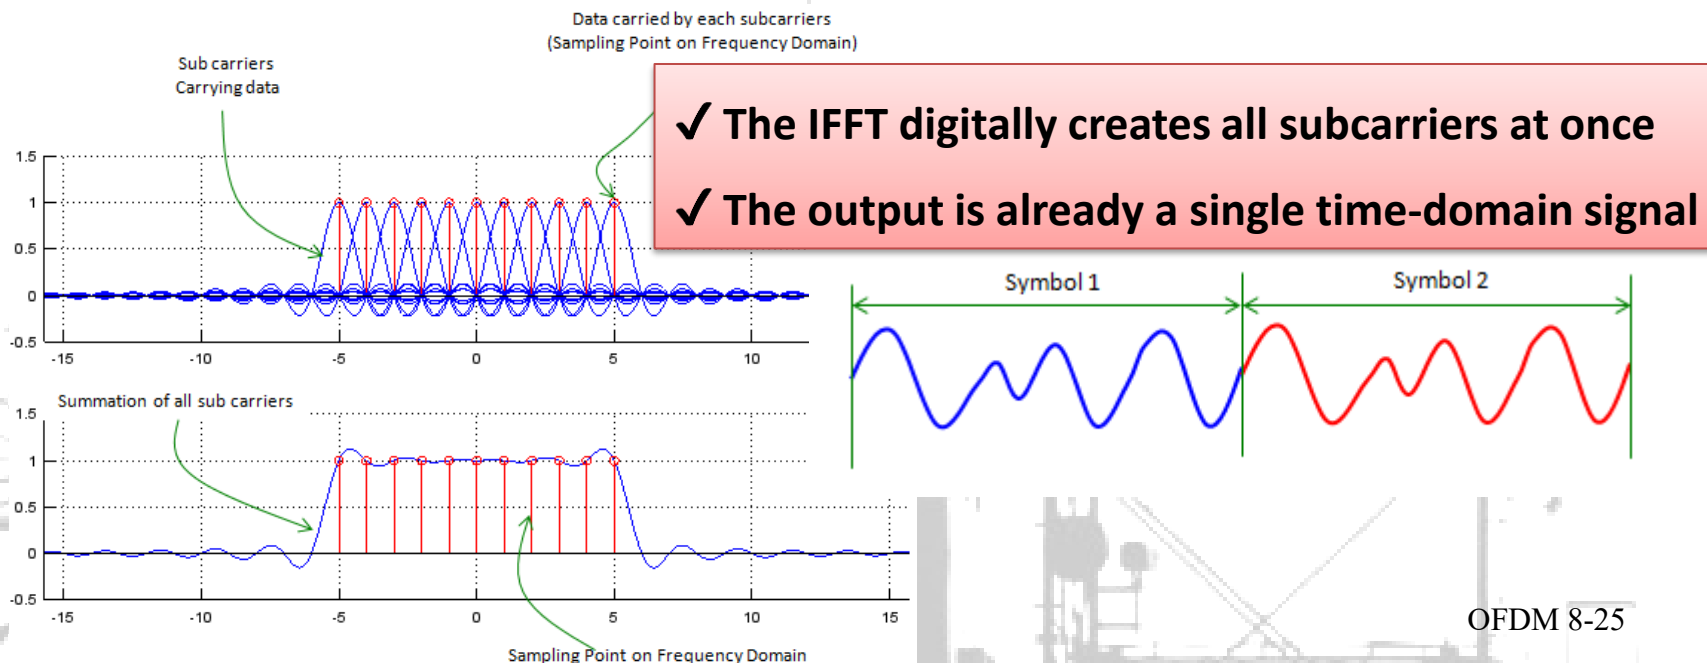 Data carried by each subcarriers
(Sampling Point on Frequency Domain)
Sub carriers
Carrying data
✓ The IFFT digitally creates all subcarriers at once
✓ The output is already a single time-domain signal
1.5
1
0.5
0
-0.5
-15
-10
-5
0
5
10
Symbol 1
Symbol 2
Summation of all sub carriers
1.5
1
0.5
0
-0.5
-15
-10
-5
0
5
10
15
Sampling Point on Frequency Domain
OFDM 8-25